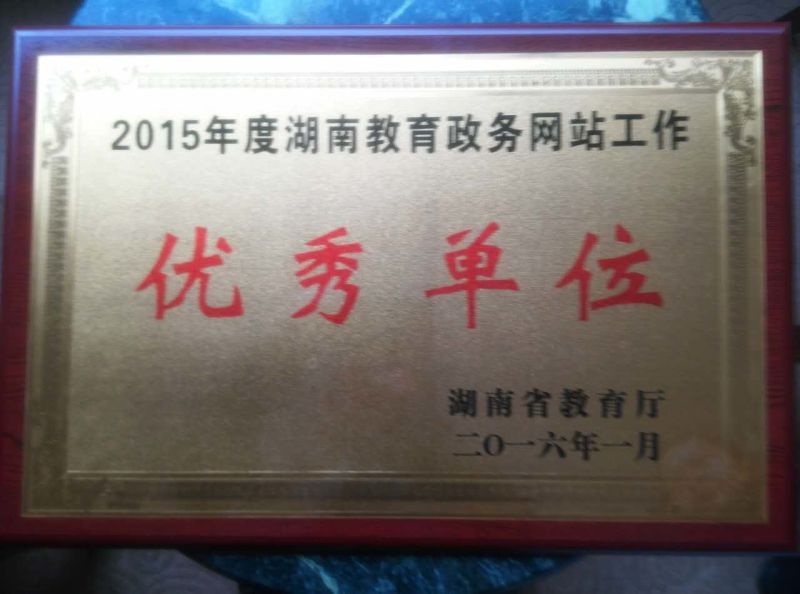 2015年度湖南教育政务网站工作
优秀单位
湖南省教育厅
二〇一六年一月